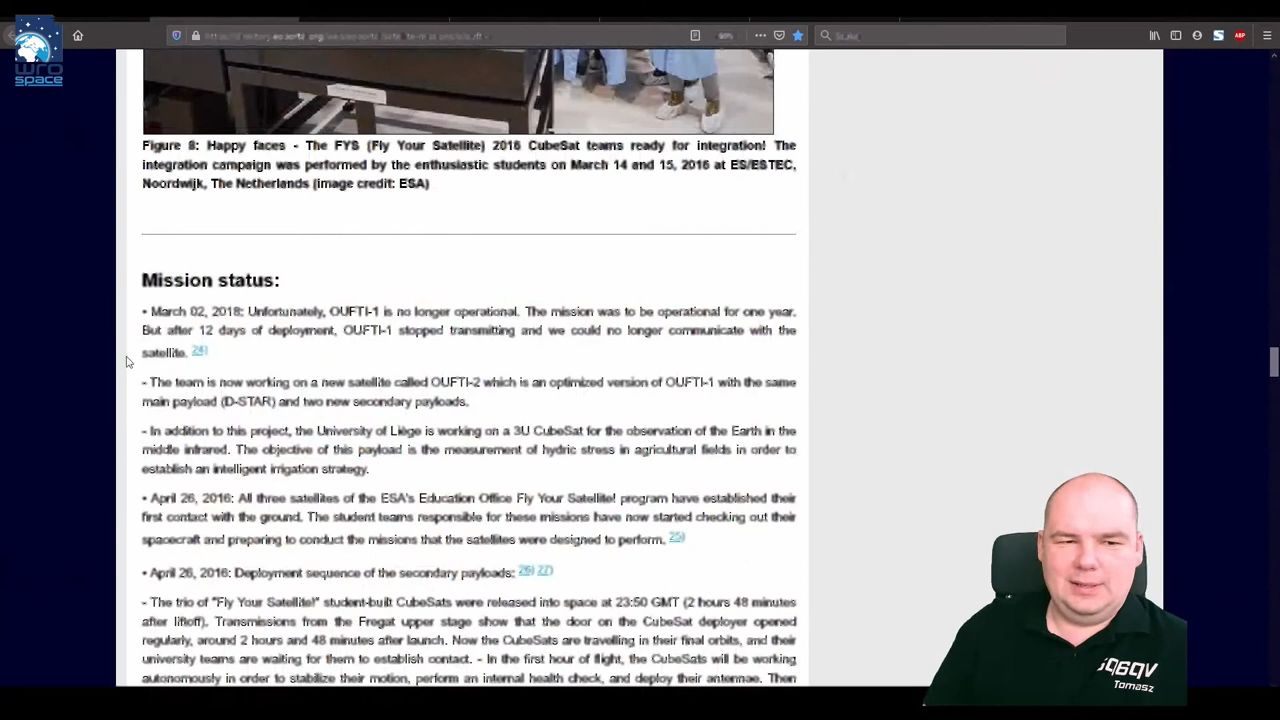 wro
space
Figure 8: Happy faces - The FYS (Fly Your Satellite) 2016 CubeSat teams ready for integration! The
integration campaign was performed by the enthusiastic students on March 14 and 15, 2016 at ES/ESTEC,
Noordwijk, The Netherlands (image credit: ESA)
Mission status:
• March 02, 2018: Unfortunately, OUFTI-1 is no longer operational. The mission was to be operational for one year.
But after 12 days of deployment, OUFTI-1 stopped transmitting and we could no longer communicate with the
satellite. 24)
- The team is now working on a new satellite called OUFTI-2 which is an optimized version of OUFTI-1 with the same
main payload (D-STAR) and two new secondary payloads.
- In addition to this project, the University of Liège is working on a 3U CubeSat for the observation of the Earth in the
middle infrared. The objective of this payload is the measurement of hydric stress in agricultural fields in order to
establish an intelligent irrigation strategy.
• April 26, 2016: All three satellites of the ESA's Education Office Fly Your Satellite! program have established their
first contact with the ground. The student teams responsible for these missions have now started checking out their
spacecraft and preparing to conduct the missions that the satellites were designed to perform. 25)
• April 26, 2016: Deployment sequence of the secondary payloads: 26) 27)
- The trio of "Fly Your Satellite!" student-built CubeSats were released into space at 23:50 GMT (2 hours 48 minutes
after liftoff). Transmissions from the Fregat upper stage show that the door on the CubeSat deployer opened
regularly, around 2 hours and 48 minutes after launch. Now the CubeSats are travelling in their final orbits, and their
university teams are waiting for them to establish contact. - In the first hour of flight, the CubeSats will be working
autonomously in order to stabilize their motion, perform an internal health check, and deploy their antennae. Then
Tomasz